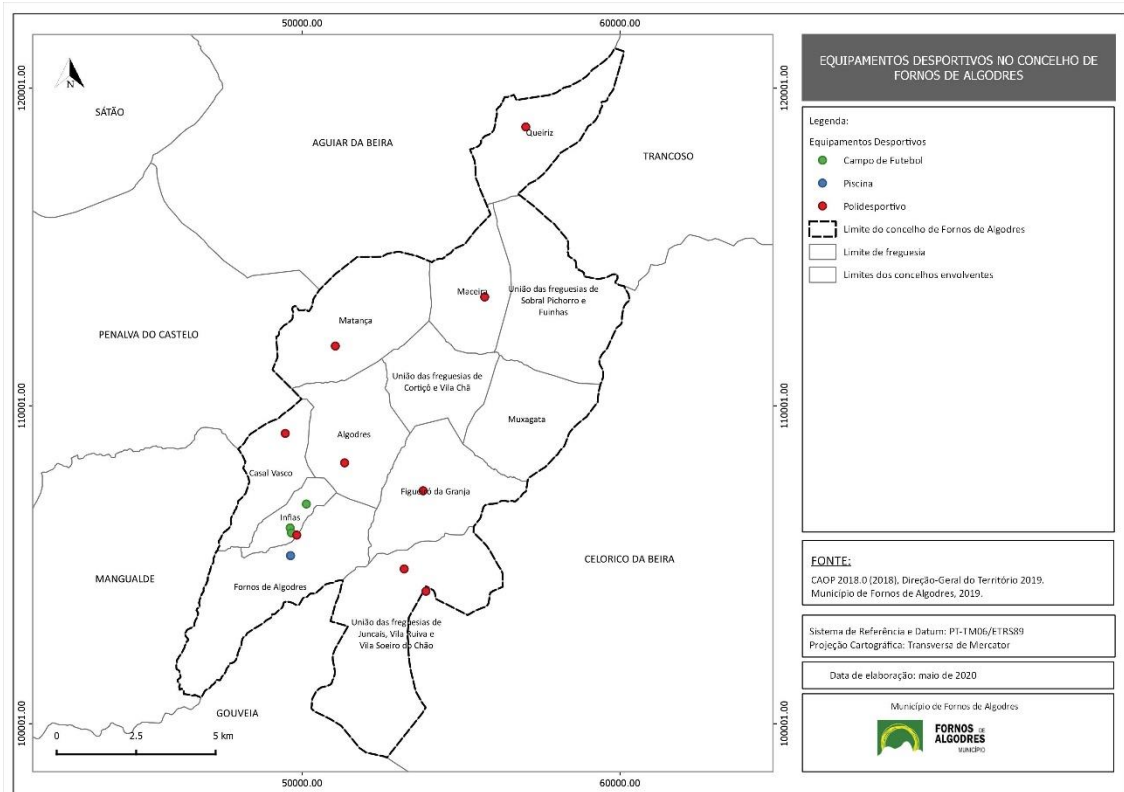 50000.00
60000.00
120001.00
120001.00
N
SÁTÃO
AGUIAR DA BEIRA
Queiriz
TRANCOSO
Maceira
União das freguesias de
Sobral Pichorro e
Fuinhas
Matança
PENALVA DO CASTELO
União das freguesias de
Cortiçô e Vila Chã
110001.00
110001.00
Muxagata
Algodres
Casal Vasco
Figueiró da Granja
Infias
CELORICO DA BEIRA
MANGUALDE
Fornos de Algodres
União das freguesias de
Juncais, Vila Ruiva e
Vila Soeiro do Chão
GOUVEIA
100001.00
100001.00
0 2.5 5 km
50000.00
60000.00
EQUIPAMENTOS DESPORTIVOS NO CONCELHO DE
FORNOS DE ALGODRES
Legenda:
Equipamentos Desportivos
Campo de Futebol
Piscina
Polidesportivo
Limite do concelho de Fornos de Algodres
Limite de freguesia
Limites dos concelhos envolventes
FONTE:
CAOP 2018.0 (2018), Direção-Geral do Território 2019.
Município de Fornos de Algodres, 2019.
Sistema de Referência e Datum: PT-TM06/ETRS89
Projeção Cartográfica: Transversa de Mercator
Data de elaboração: maio de 2020
Município de Fornos de Algodres
FORNOS DE
ALGODRES
MUNICÍPIO